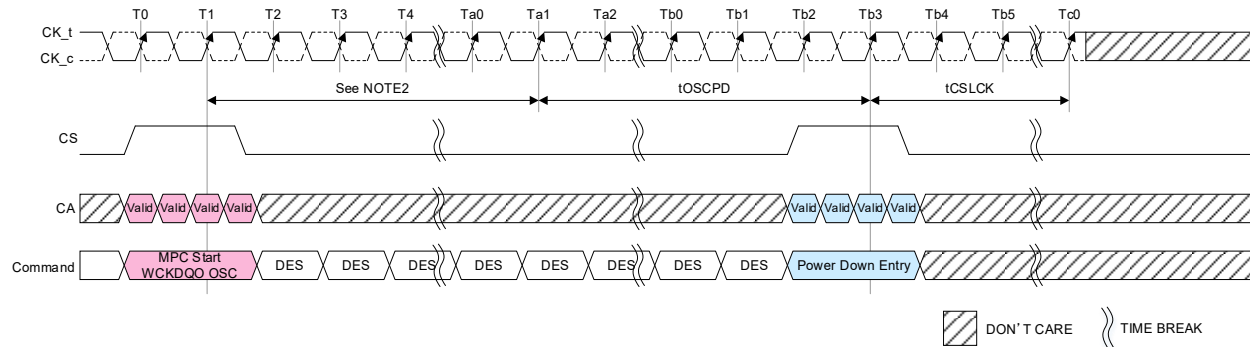 T0 T1 T2 T3 T4 Ta0 Ta1 Ta2 Tb0 Tb1 Tb2 Tb3 Tb4 Tb5 Tc0
CK_t
CK_c
See NOTE2 tOSCPD tCSLCK
CS
CA Valid Valid Valid Valid Valid Valid Valid Valid
Command MPC Start WCKDQO OSC DES DES DES DES DES DES DES DES Power Down Entry
DON'T CARE TIME BREAK